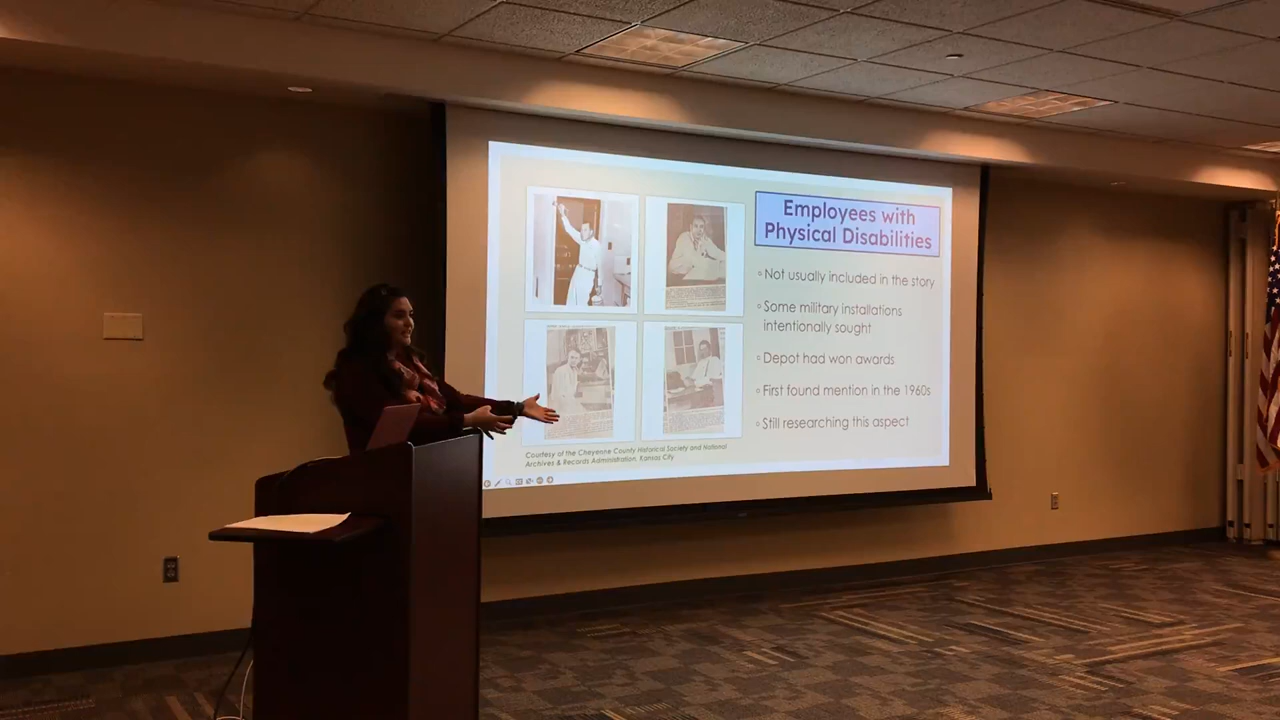 Employees with
Physical Disabilities
Not usually included in the story
Some military installations
intentionally sought
Depot had won awards
First found mention in the 1960s
Still researching this aspect
Courtesy of the Cheyenne County Historical Society and National
Archives & Records Administration, Kansas City